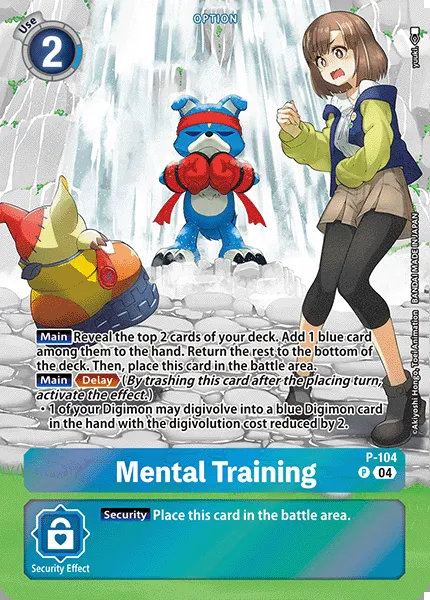 OPTION
Use
2
yuuki.
Main Reveal the top 2 cards of your deck. Add 1 blue card
among them to the hand. Return the rest to the bottom of
the deck. Then, place this card in the battle area.
Main Delay (By trashing this card after the placing turn,
activate the effect.)
• 1 of your Digimon may digivolve into a blue Digimon card
in the hand with the digivolution cost reduced by 2.
©Akiyoshi Hongo, Toei Animation BANDAI MADE IN JAPAN
P-104
Mental Training
P 04
Security Place this card in the battle area.
Security Effect